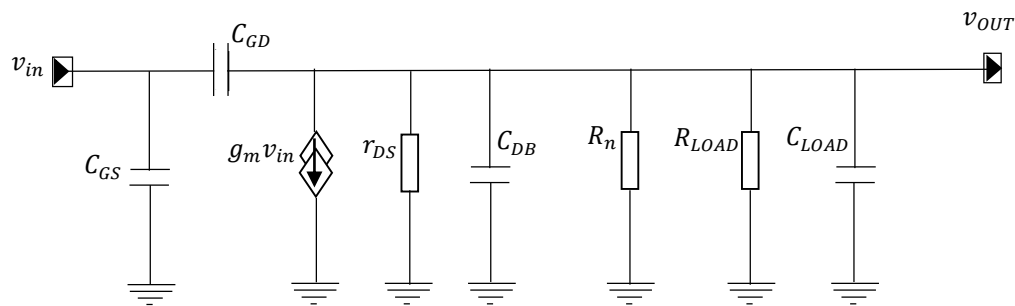 v_OUT
C_GD
v_in
C_GS
g_m v_in
r_DS
C_DB
R_n
R_LOAD
C_LOAD